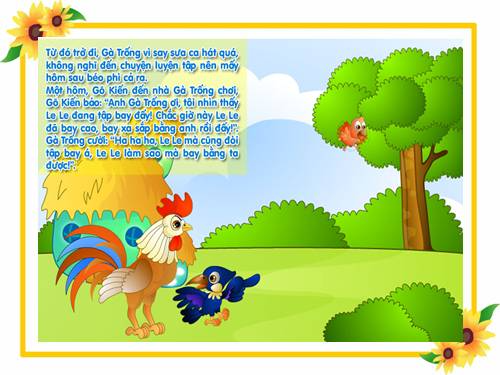 Từ đó trở đi, Gà Trống vì say sưa ca hát quá,
không nghĩ đến chuyện luyện tập nên mấy
hôm sau béo phì cả ra.
Một hôm, Gõ Kiến đến nhà Gà Trống chơi,
Gõ Kiến bảo: "Anh Gà Trống ơi, tôi nhìn thấy
Le Le đang tập bay đấy! Chắc giờ này Le Le
đã bay cao, bay xa sắp bằng anh rồi đấy!".
Gà Trống cười: "Ha ha ha, Le Le mà cũng đòi
tập bay á, Le Le làm sao mà bay bằng ta
được!".